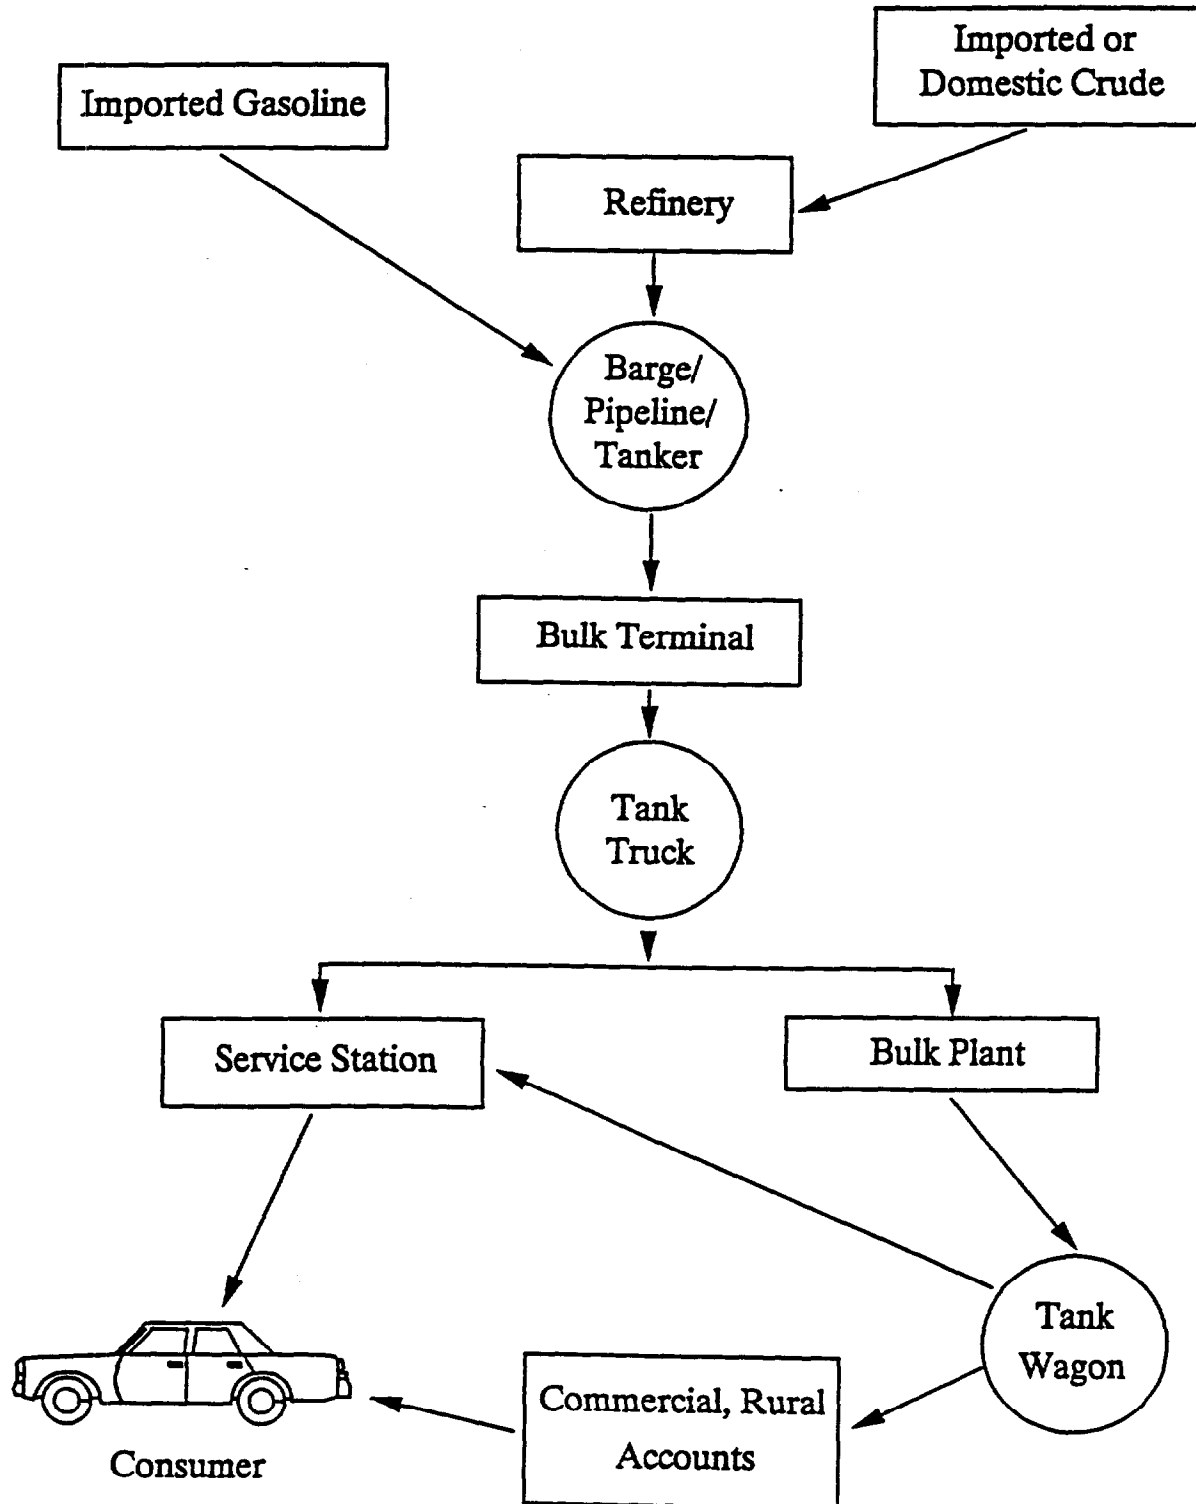 Imported or
Domestic Crude
Imported Gasoline
Refinery
Barge/
Pipeline/
Tanker
Bulk Terminal
Tank
Truck
Service Station
Bulk Plant
Tank
Wagon
Commercial, Rural
Accounts
Consumer